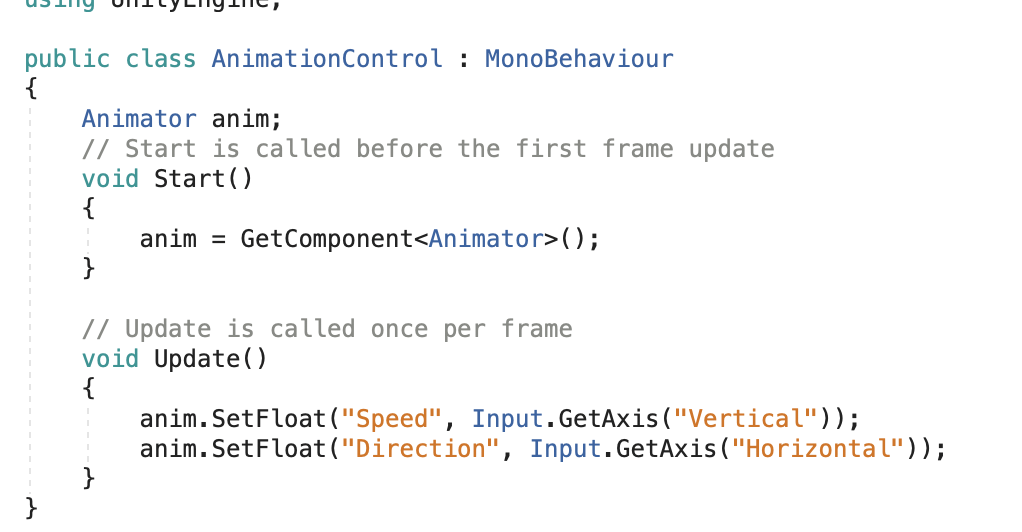 using UnityEngine;

public class AnimationControl : MonoBehaviour
{
    Animator anim;
    // Start is called before the first frame update
    void Start()
    {
        anim = GetComponent<Animator>();
    }

    // Update is called once per frame
    void Update()
    {
        anim.SetFloat("Speed", Input.GetAxis("Vertical"));
        anim.SetFloat("Direction", Input.GetAxis("Horizontal"));
    }
}